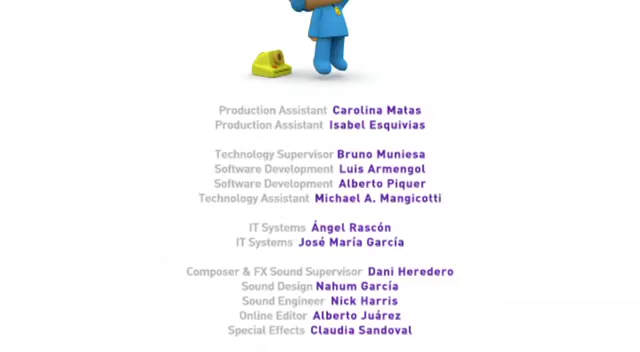 Production Assistant Carolina Matas
Production Assistant Isabel Esquivias
Technology Supervisor Bruno Muniesa
Software Development Luis Armengol
Software Development Alberto Piquer
Technology Assistant Michael A. Mangicotti
IT Systems Ángel Rascón
IT Systems José María García
Composer & FX Sound Supervisor Dani Heredero
Sound Design Nahum García
Sound Engineer Nick Harris
Online Editor Alberto Juárez
Special Effects Claudia Sandoval